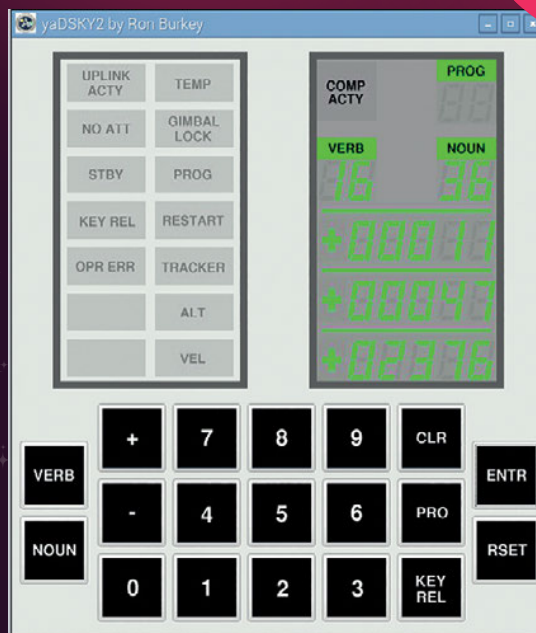 yaDSKY2 by Ron Burkey
UPLINK
ACTY
TEMP
NO ATT
GIMBAL
LOCK
STBY
PROG
KEY REL
RESTART
OPR ERR
TRACKER
ALT
VEL
COMP
ACTY
PROG
VERB
NOUN
16
36
+00011
+00047
+02376
VERB
NOUN
+
7
8
9
CLR
-
4
5
6
PRO
0
1
2
3
KEY
REL
ENTR
RSET